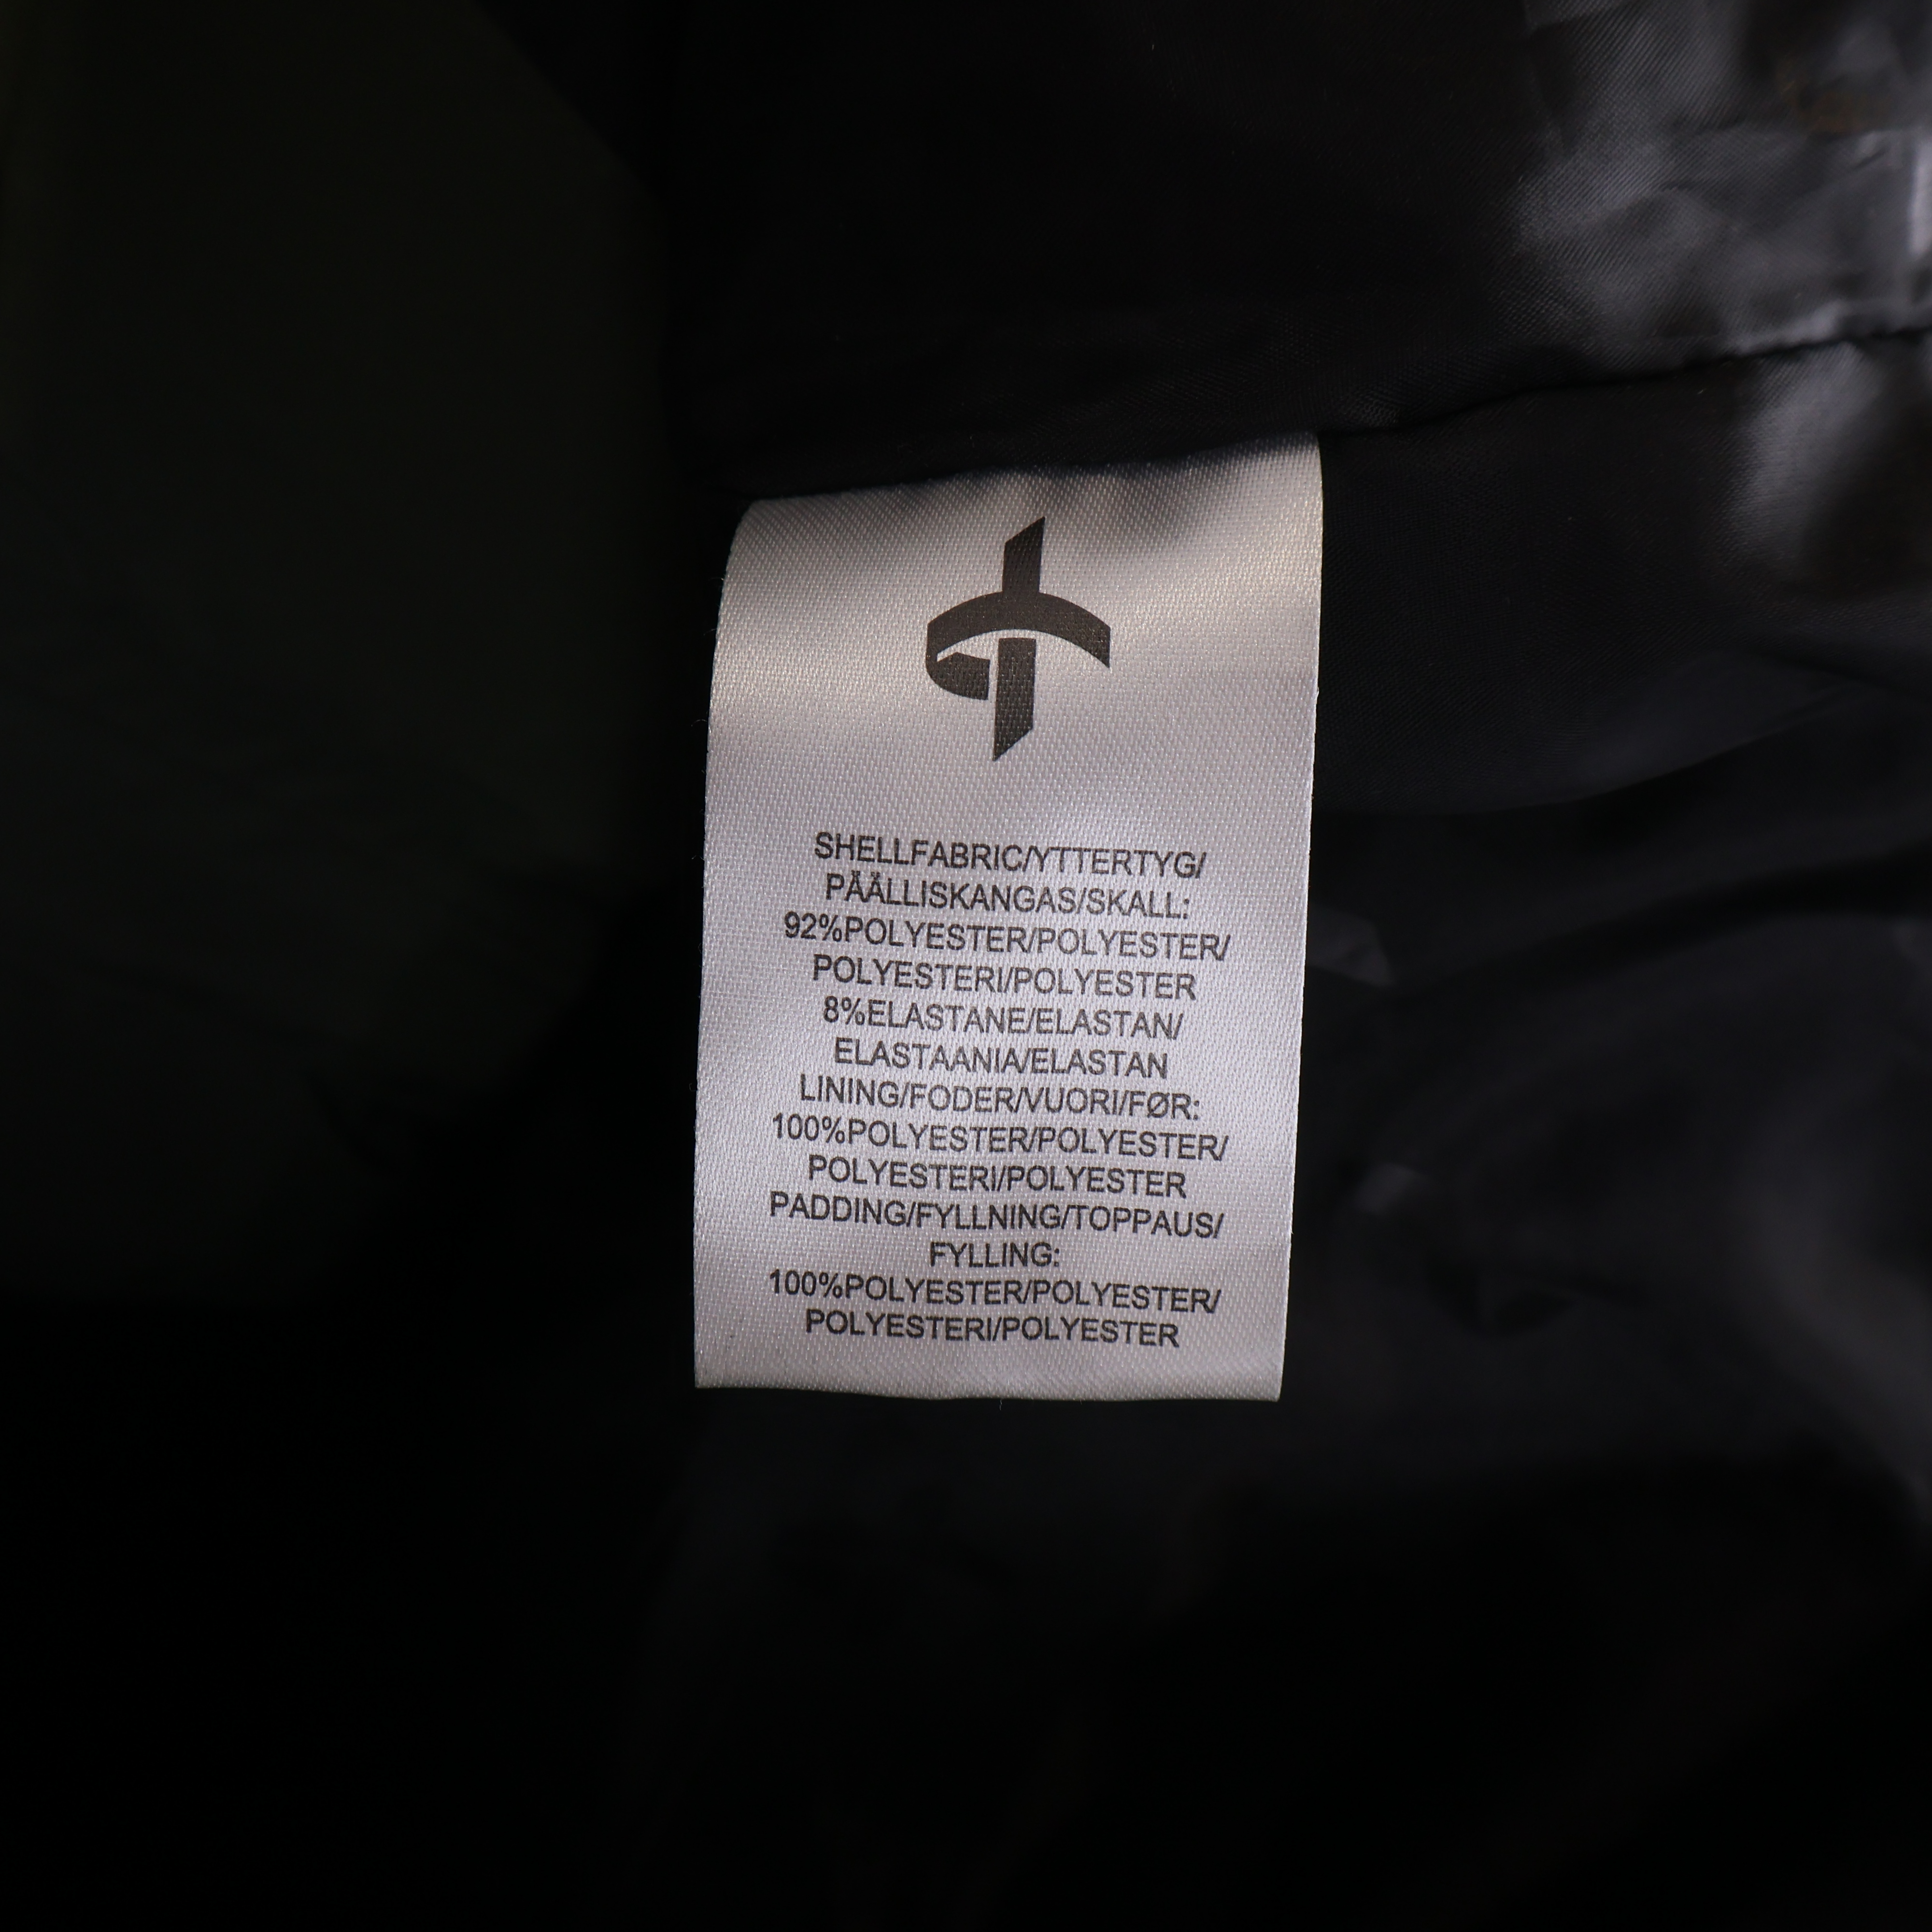 SHELLFABRIC/YTTERTYG/
PÄÄLLISKANGAS/SKALL:
92%POLYESTER/POLYESTER/
POLYESTERI/POLYESTER
8%ELASTANE/ELASTAN/
ELASTAANIA/ELASTAN
LINING/FODER/VUORI/FØR:
100%POLYESTER/POLYESTER/
POLYESTERI/POLYESTER
PADDING/FYLLNING/TOPPAUS/
FYLLING:
100%POLYESTER/POLYESTER/
POLYESTERI/POLYESTER